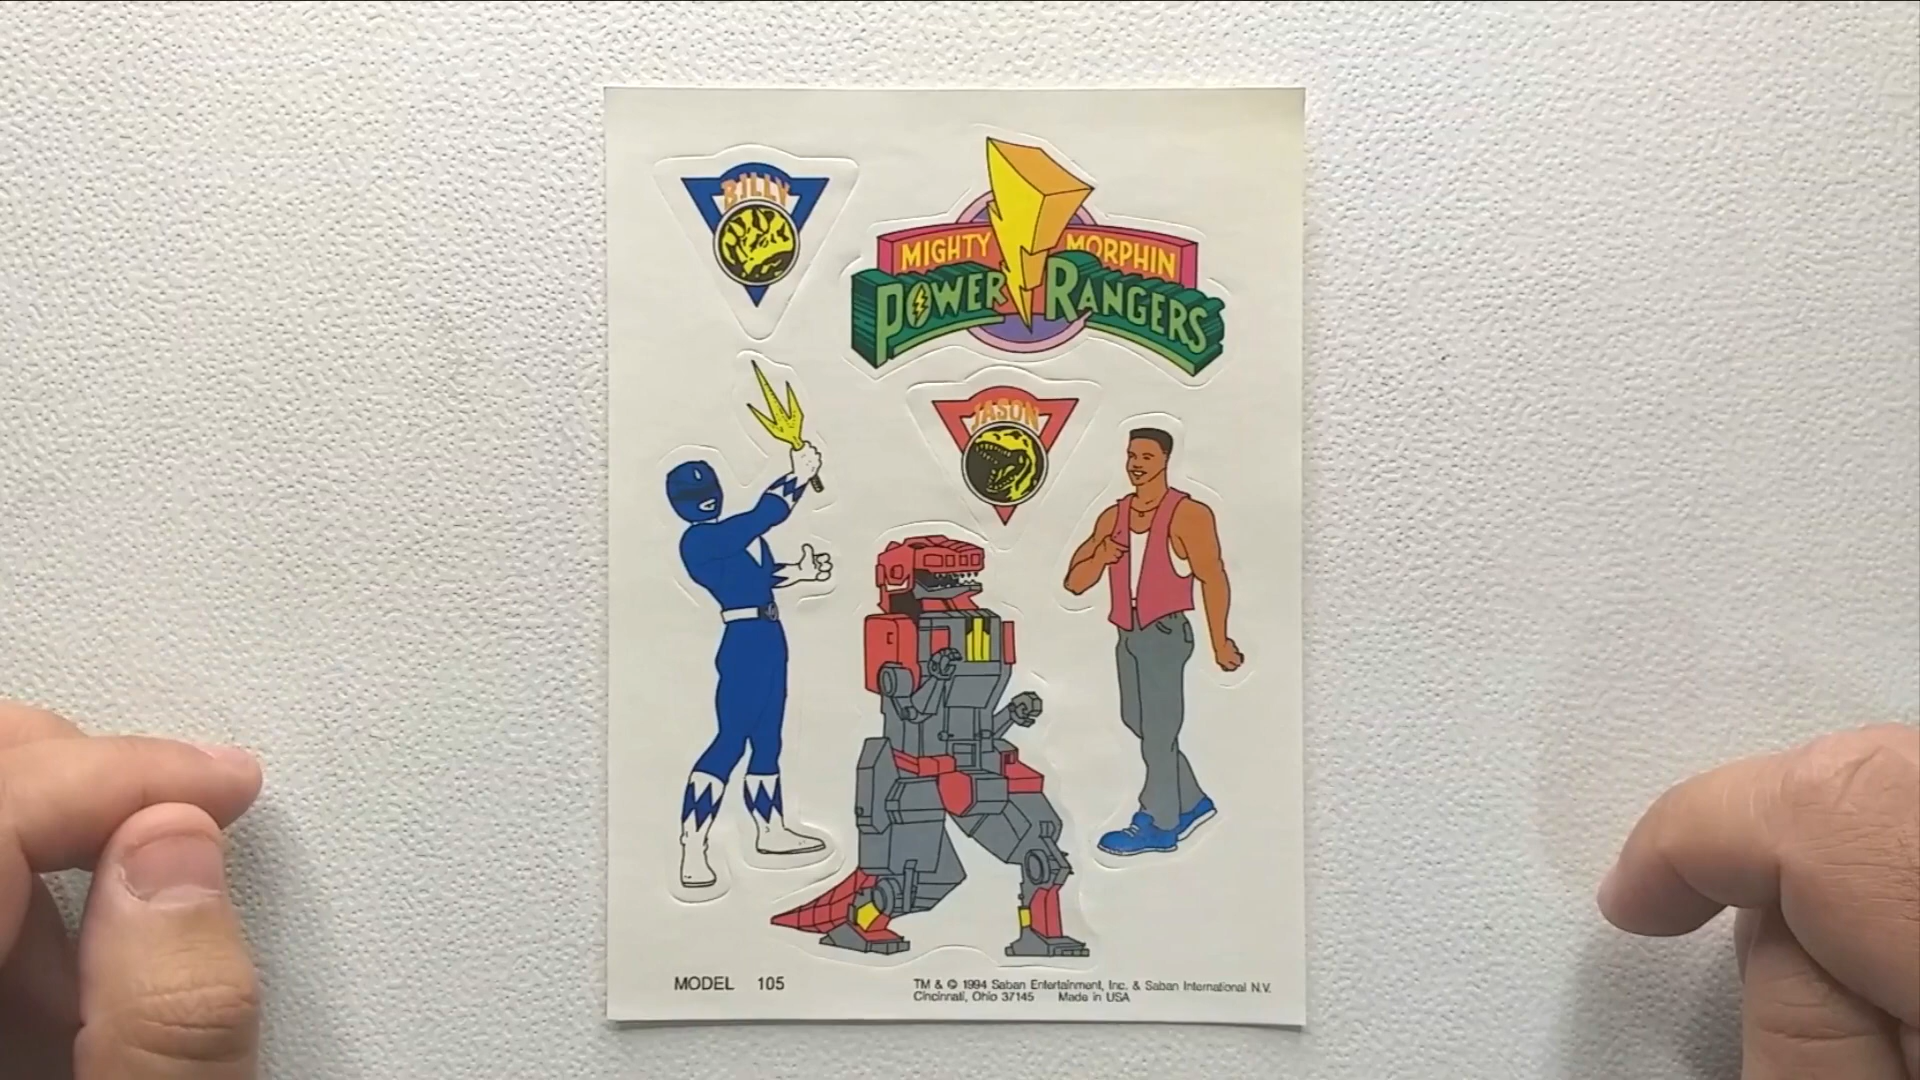 BILLY
MIGHTY MORPHIN
POWER RANGERS
JASON
MODEL 105
TM & © 1994 Saban Entertainment, Inc. & Saban International N.V.
Cincinnati, Ohio 37145 Made in USA